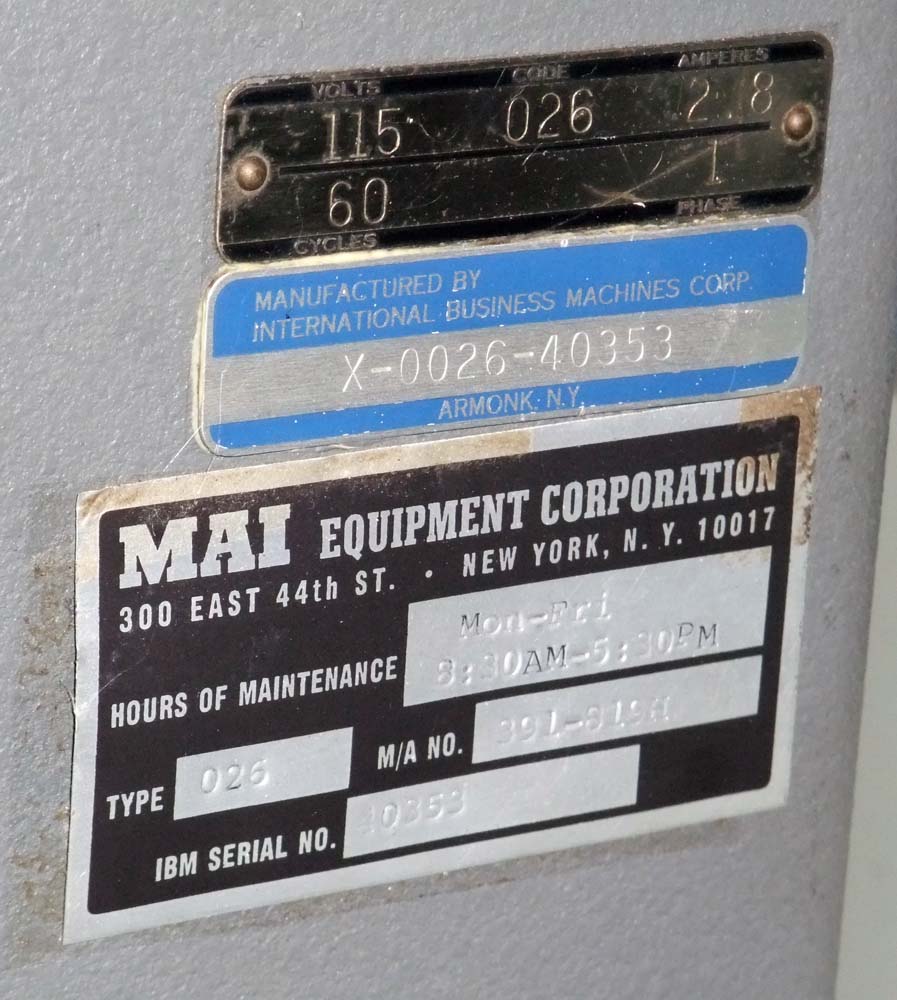 VOLTS CODE AMPERES
115 026 2.8
60 1
CYCLES PHASE
MANUFACTURED BY
INTERNATIONAL BUSINESS MACHINES CORP.
X-0026-40353
ARMONK, N.Y.
MAI EQUIPMENT CORPORATION
300 EAST 44th ST. • NEW YORK, N. Y. 10017
Mon-Fri
HOURS OF MAINTENANCE 8:30AM-5:30PM
TYPE 026 M/A NO.
IBM SERIAL NO. 40353